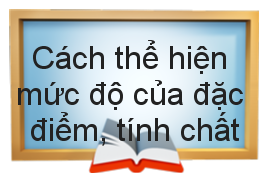 Cách thể hiện
mức độ của đặc
điểm, tính chất